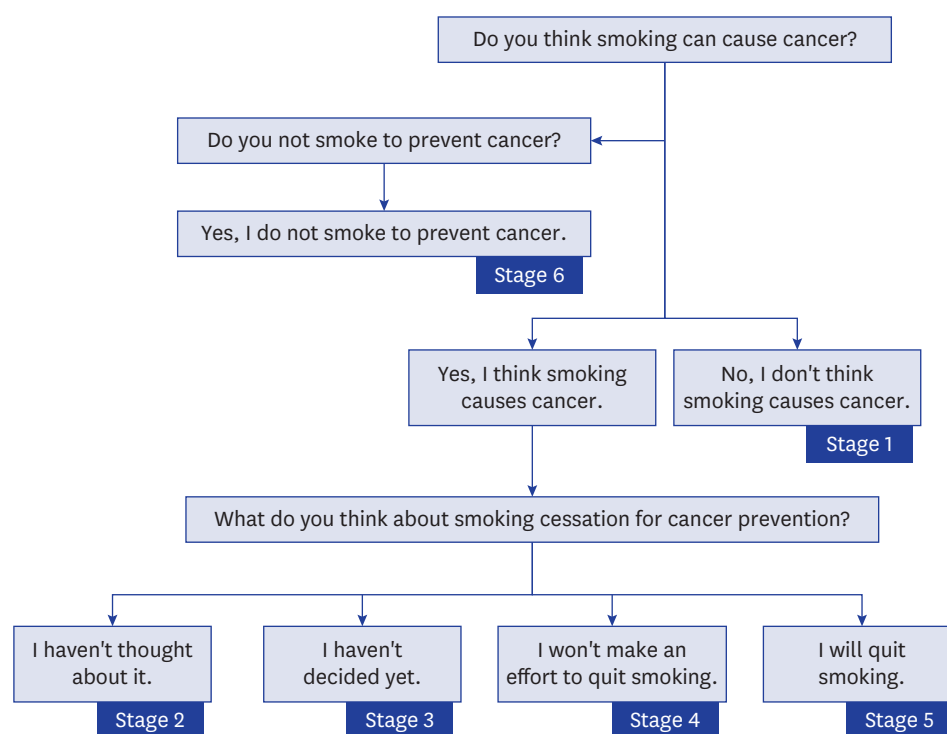 Do you think smoking can cause cancer?
Do you not smoke to prevent cancer?
Yes, I do not smoke to prevent cancer.
Stage 6
Yes, I think smoking
causes cancer.
No, I don't think
smoking causes cancer.
Stage 1
What do you think about smoking cessation for cancer prevention?
I haven't thought
about it.
Stage 2
I haven't
decided yet.
Stage 3
I won't make an
effort to quit smoking.
Stage 4
I will quit
smoking.
Stage 5